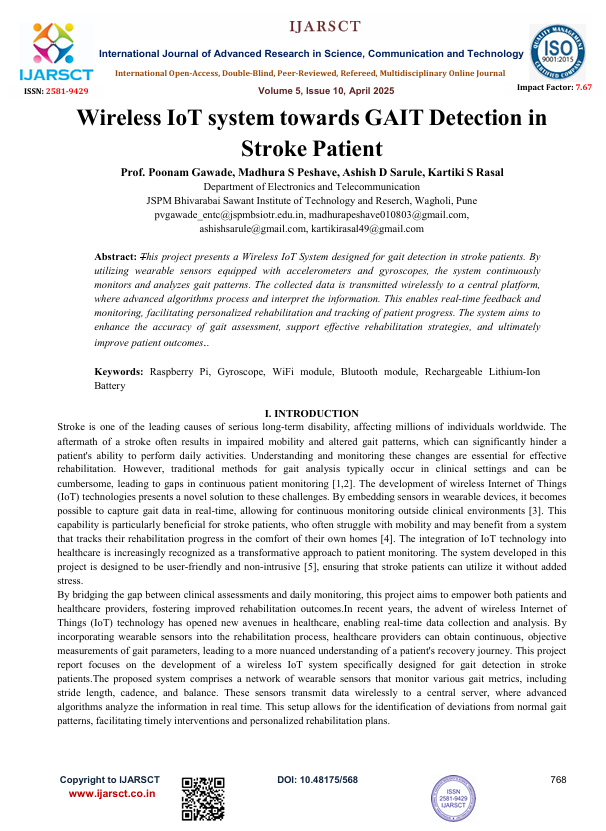 IJARSCT
International Journal of Advanced Research in Science, Communication and Technology
IJARSCT
International Open-Access, Double-Blind, Peer-Reviewed, Refereed, Multidisciplinary Online Journal
QUALITY MANAGEMENT
ISO
9001:2015
CERTIFIED COMPANY
ISSN: 2581-9429
Volume 5, Issue 10, April 2025
Impact Factor: 7.67
Wireless IoT system towards GAIT Detection in
Stroke Patient
Prof. Poonam Gawade, Madhura S Peshave, Ashish D Sarule, Kartiki S Rasal
Department of Electronics and Telecommunication
JSPM Bhivarabai Sawant Institute of Technology and Reserch, Wagholi, Pune
pvgawade_entc@jspmbsiotr.edu.in, madhurapeshave010803@gmail.com,
ashishsarule@gmail.com, kartikirasal49@gmail.com
Abstract: This project presents a Wireless IoT System designed for gait detection in stroke patients. By
utilizing wearable sensors equipped with accelerometers and gyroscopes, the system continuously
monitors and analyzes gait patterns. The collected data is transmitted wirelessly to a central platform,
where advanced algorithms process and interpret the information. This enables real-time feedback and
monitoring, facilitating personalized rehabilitation and tracking of patient progress. The system aims to
enhance the accuracy of gait assessment, support effective rehabilitation strategies, and ultimately
improve patient outcomes..
Keywords: Raspberry Pi, Gyroscope, WiFi module, Blutooth module, Rechargeable Lithium-Ion
Battery
I. INTRODUCTION
Stroke is one of the leading causes of serious long-term disability, affecting millions of individuals worldwide. The
aftermath of a stroke often results in impaired mobility and altered gait patterns, which can significantly hinder a
patient's ability to perform daily activities. Understanding and monitoring these changes are essential for effective
rehabilitation. However, traditional methods for gait analysis typically occur in clinical settings and can be
cumbersome, leading to gaps in continuous patient monitoring [1,2]. The development of wireless Internet of Things
(IoT) technologies presents a novel solution to these challenges. By embedding sensors in wearable devices, it becomes
possible to capture gait data in real-time, allowing for continuous monitoring outside clinical environments [3]. This
capability is particularly beneficial for stroke patients, who often struggle with mobility and may benefit from a system
that tracks their rehabilitation progress in the comfort of their own homes [4]. The integration of IoT technology into
healthcare is increasingly recognized as a transformative approach to patient monitoring. The system developed in this
project is designed to be user-friendly and non-intrusive [5], ensuring that stroke patients can utilize it without added
stress.
By bridging the gap between clinical assessments and daily monitoring, this project aims to empower both patients and
healthcare providers, fostering improved rehabilitation outcomes.In recent years, the advent of wireless Internet of
Things (IoT) technology has opened new avenues in healthcare, enabling real-time data collection and analysis. By
incorporating wearable sensors into the rehabilitation process, healthcare providers can obtain continuous, objective
measurements of gait parameters, leading to a more nuanced understanding of a patient's recovery journey. This project
report focuses on the development of a wireless IoT system specifically designed for gait detection in stroke
patients.The proposed system comprises a network of wearable sensors that monitor various gait metrics, including
stride length, cadence, and balance. These sensors transmit data wirelessly to a central server, where advanced
algorithms analyze the information in real time. This setup allows for the identification of deviations from normal gait
patterns, facilitating timely interventions and personalized rehabilitation plans.
Copyright to IJARSCT
DOI: 10.48175/568
768
www.ijarsct.co.in
ISSN
2581-9429
IJARSCT